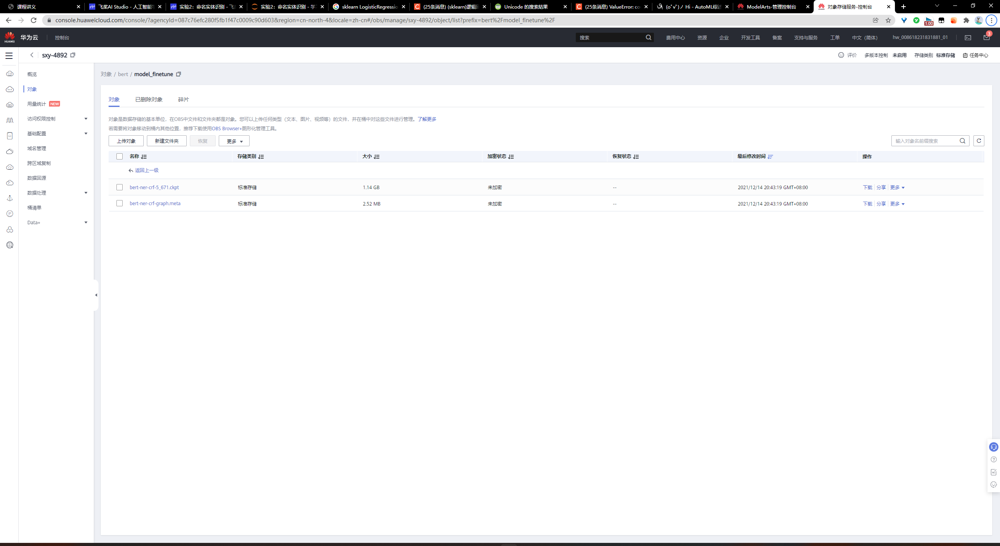 课程讲义
飞桨AI Studio - 人工智能
实验2：命名实体识别 - 飞
实验2：命名实体识别 - 学
sklearn LogisticRegressio
(25条消息) (sklearn)逻辑
Unicode 的搜索结果
(25条消息) ValueError: co
(o゚v゚)ノ Hi - AutoML综述
ModelArts-管理控制台
对象存储服务-控制台
console.huaweicloud.com/console/?agencyId=087c76efc280f5fb1f47c0009c90d603&region=cn-north-4&locale=zh-cn#/obs/manage/sxy-4892/object/list?prefix=bert%2Fmodel_finetune%2F
1.00
HUAWEI
华为云
控制台
搜索
费用中心
资源
企业
开发工具
备案
支持与服务
工单
中文（简体）
hw_008618231831881_01
3
sxy-4892
评价
多版本控制 未启用
存储类别 标准存储
任务中心
概览
对象
用量统计 NEW
访问权限控制
基础配置
域名管理
跨区域复制
数据回源
数据处理
桶清单
Data+
对象 / bert / model_finetune
对象
已删除对象
碎片
对象是数据存储的基本单位，在OBS中文件和文件夹都是对象。您可以上传任何类型（文本、图片、视频等）的文件，并在桶中对这些文件进行管理。了解更多
若需要将对象移动到桶内其他位置，推荐下载使用OBS Browser+图形化管理工具。
上传对象
新建文件夹
恢复
更多
输入对象名前缀搜索
名称 存储类别 大小 加密状态 恢复状态 最后修改时间 操作
返回上一级
bert-ner-crf-5_671.ckpt 标准存储 1.14 GB 未加密 -- 2021/12/14 20:43:19 GMT+08:00 下载 分享 更多
bert-ner-crf-graph.meta 标准存储 2.52 MB 未加密 -- 2021/12/14 20:43:19 GMT+08:00 下载 分享 更多
IP